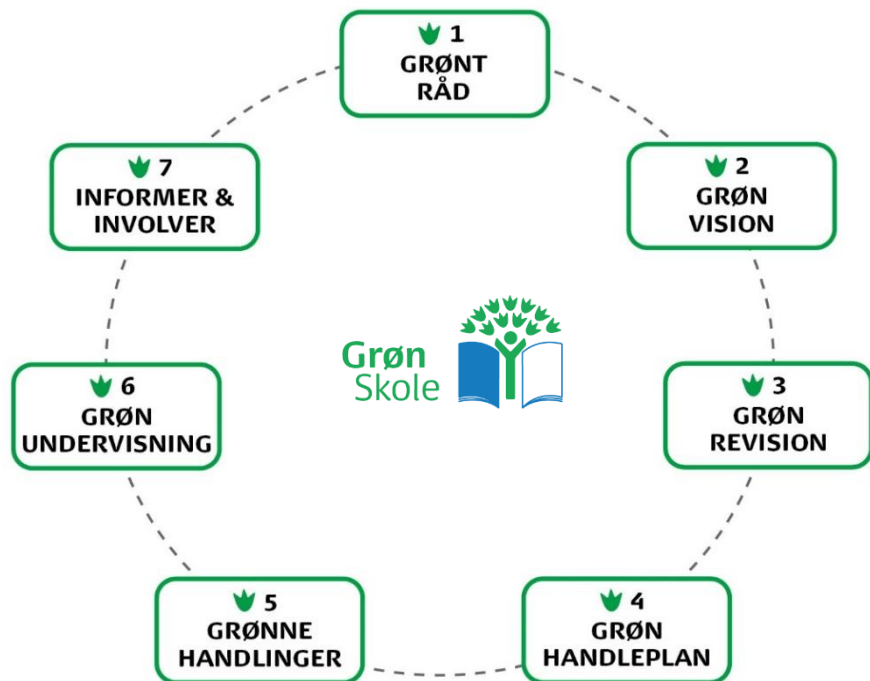 1
GRØNT
RÅD
2
GRØN
VISION
3
GRØN
REVISION
4
GRØN
HANDLEPLAN
5
GRØNNE
HANDLINGER
6
GRØN
UNDERVISNING
7
INFORMER &
INVOLVER
Grøn
Skole